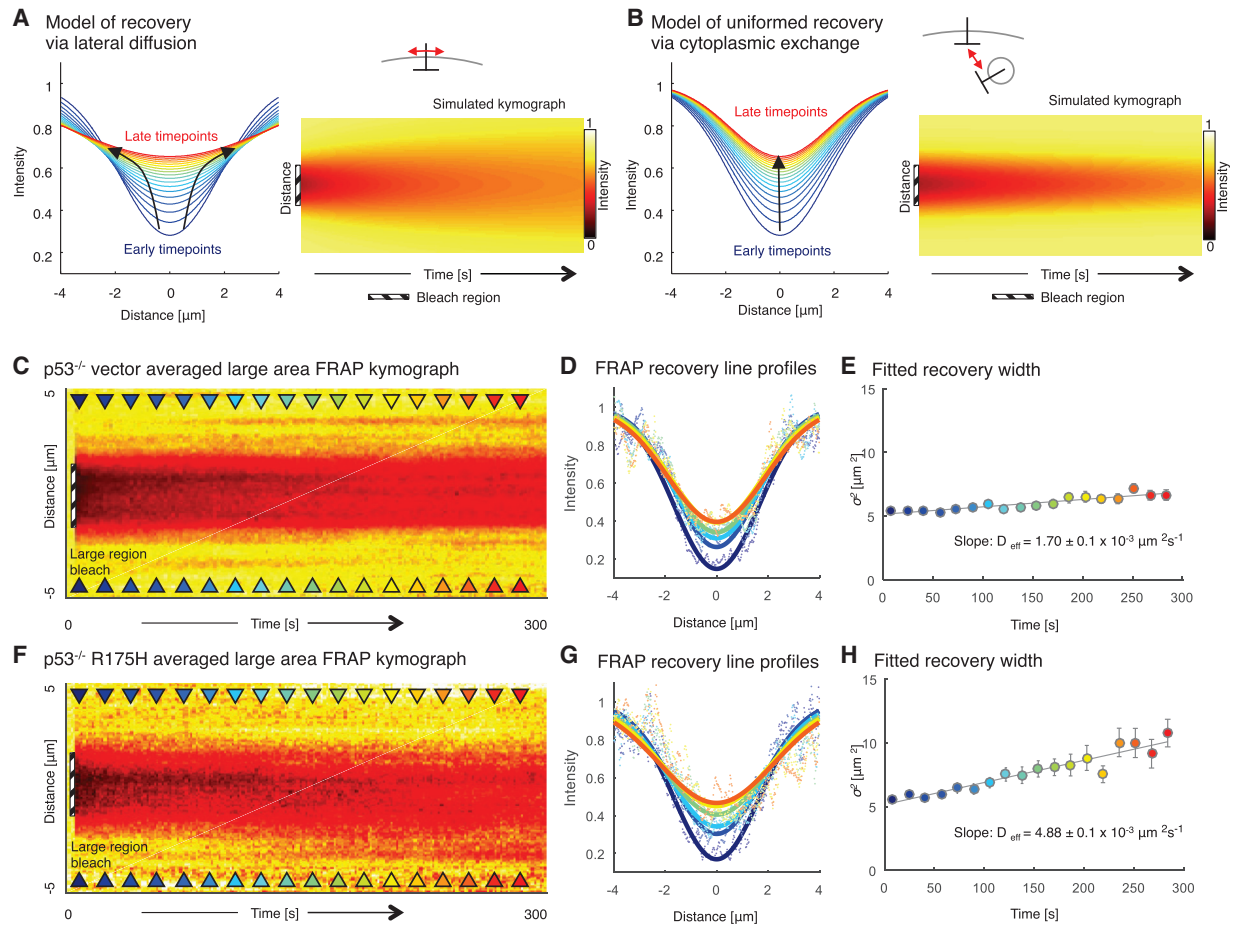 A Model of recovery
via lateral diffusion
Intensity
1
0.8
0.6
0.4
0.2
Late timepoints
Early timepoints
-4 -2 0 2 4
Distance [µm]
Simulated kymograph
Distance
1
Intensity
0
Time [s]
Bleach region
B Model of uniformed recovery
via cytoplasmic exchange
Intensity
1
0.8
0.6
0.4
0.2
Late timepoints
Early timepoints
-4 -2 0 2 4
Distance [µm]
Simulated kymograph
Distance
1
Intensity
0
Time [s]
Bleach region
C p53-/- vector averaged large area FRAP kymograph
5
Distance [µm]
-5
Large region
bleach
0 Time [s] 300
D FRAP recovery line profiles
Intensity
1
0.8
0.6
0.4
0.2
-4 -2 0 2 4
Distance [µm]
E Fitted recovery width
σ² [µm ²]
15
10
5
0
Slope: D eff = 1.70 ± 0.1 x 10-3 µm 2s-1
0 50 100 150 200 250 300
Time [s]
F p53-/- R175H averaged large area FRAP kymograph
5
Distance [µm]
-5
Large region
bleach
0 Time [s] 300
G FRAP recovery line profiles
Intensity
1
0.8
0.6
0.4
0.2
-4 -2 0 2 4
Distance [µm]
H Fitted recovery width
σ² [µm ²]
15
10
5
0
Slope: D eff = 4.88 ± 0.1 x 10-3 µm 2s-1
0 50 100 150 200 250 300
Time [s]